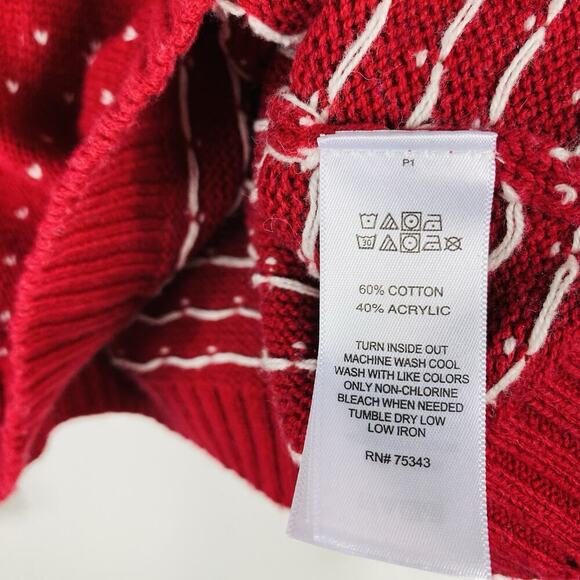 P1
30
60% COTTON
40% ACRYLIC
TURN INSIDE OUT
MACHINE WASH COOL
WASH WITH LIKE COLORS
ONLY NON-CHLORINE
BLEACH WHEN NEEDED
TUMBLE DRY LOW
LOW IRON
RN# 75343